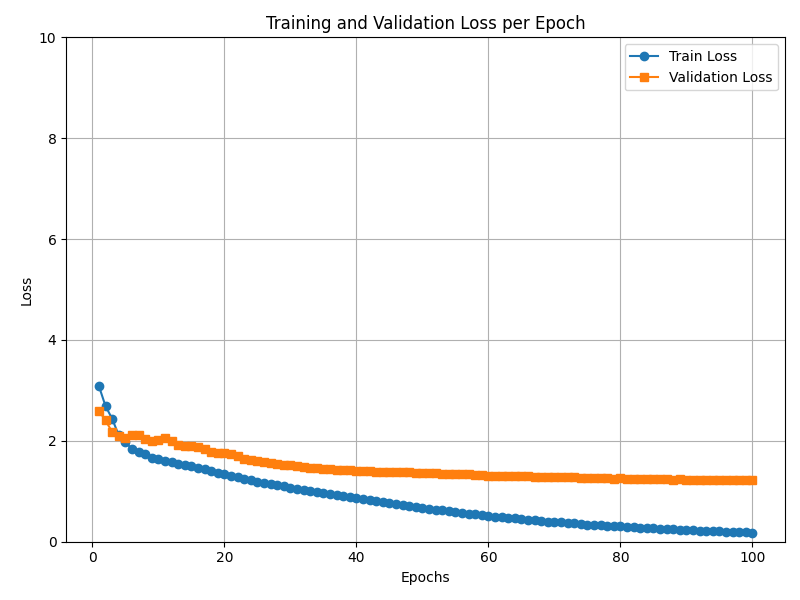 Training and Validation Loss per Epoch
10
8
6
4
2
0
Loss
Train Loss
Validation Loss
0 20 40 60 80 100
Epochs